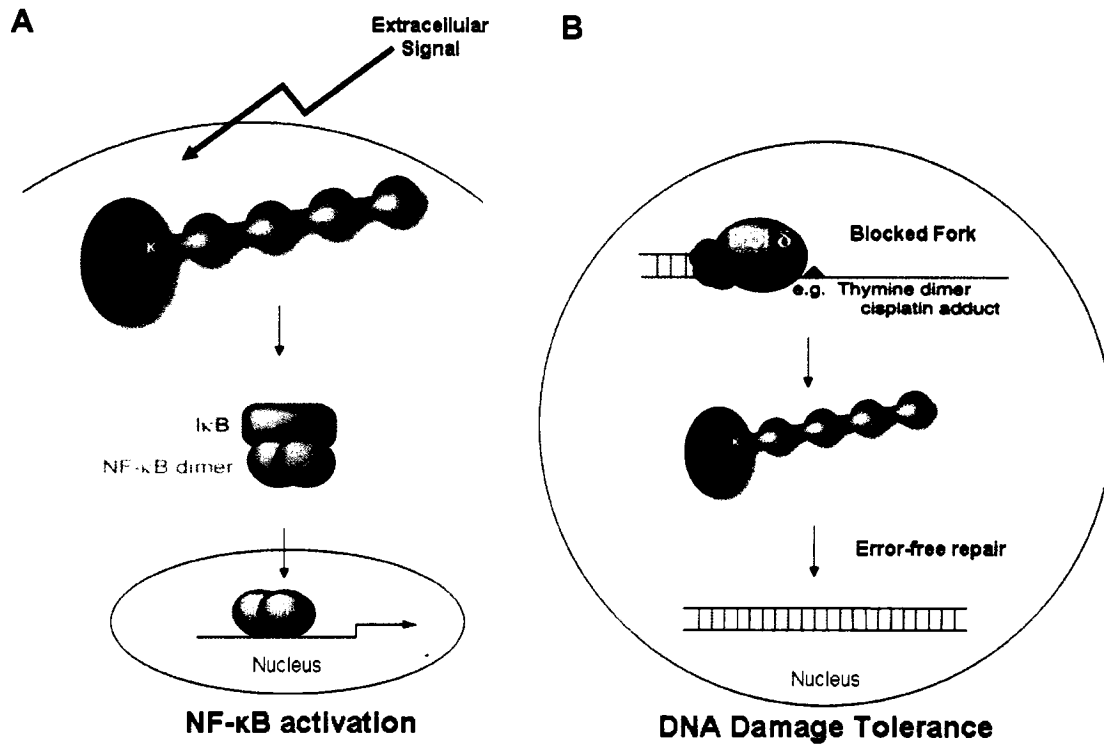 A
Extracellular
Signal
κ
IκB
NF-κB dimer
Nucleus
NF-κB activation
B
δ
Blocked Fork
e.g. Thymine dimer
cisplatin adduct
κ
Error-free repair
Nucleus
DNA Damage Tolerance